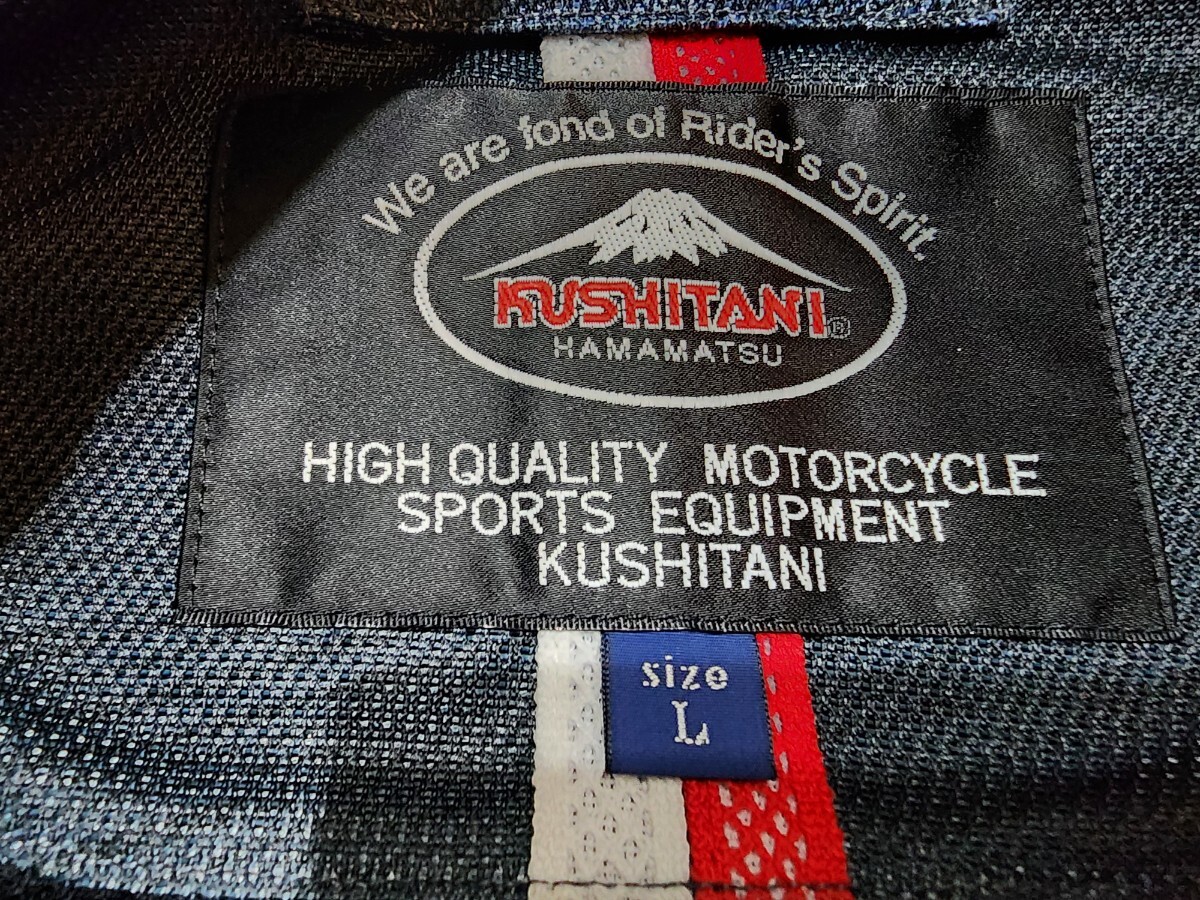 We are fond of Rider's Spirit.
KUSHITANI®
HAMAMATSU
HIGH QUALITY MOTORCYCLE
SPORTS EQUIPMENT
KUSHITANI
size
L